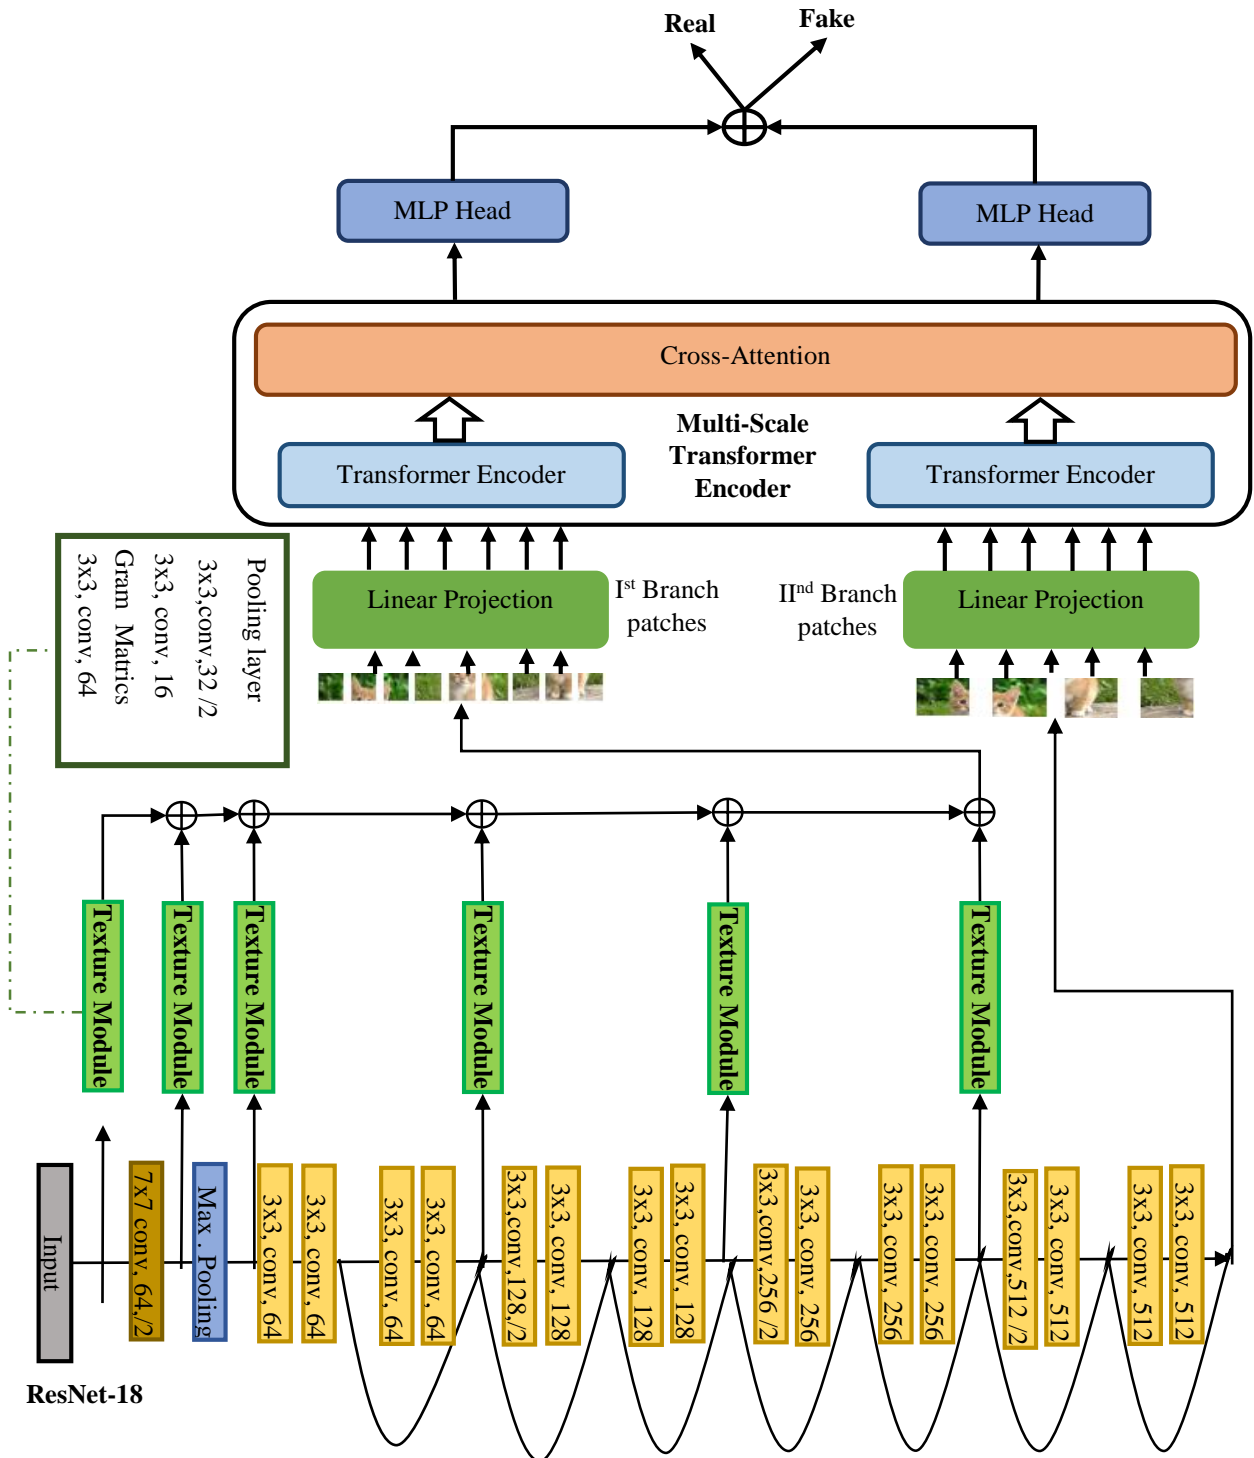 Real
Fake
MLP Head
MLP Head
Cross-Attention
Multi-Scale
Transformer
Encoder
Transformer Encoder
Transformer Encoder
Pooling layer
3x3,conv,32 /2
3x3, conv, 16
Gram Matrics
3x3, conv, 64
Linear Projection
Ist Branch
patches
IInd Branch
patches
Linear Projection
Texture Module
Texture Module
Texture Module
Texture Module
Texture Module
Texture Module
Input
7x7 conv, 64,/2
Max . Pooling
3x3, conv, 64
3x3, conv, 64
3x3, conv, 64
3x3, conv, 64
3x3,conv,128,/2
3x3, conv, 128
3x3, conv, 128
3x3, conv, 128
3x3,conv,256 /2
3x3, conv, 256
3x3, conv, 256
3x3, conv, 256
3x3,conv,512 /2
3x3, conv, 512
3x3, conv, 512
3x3, conv, 512
ResNet-18